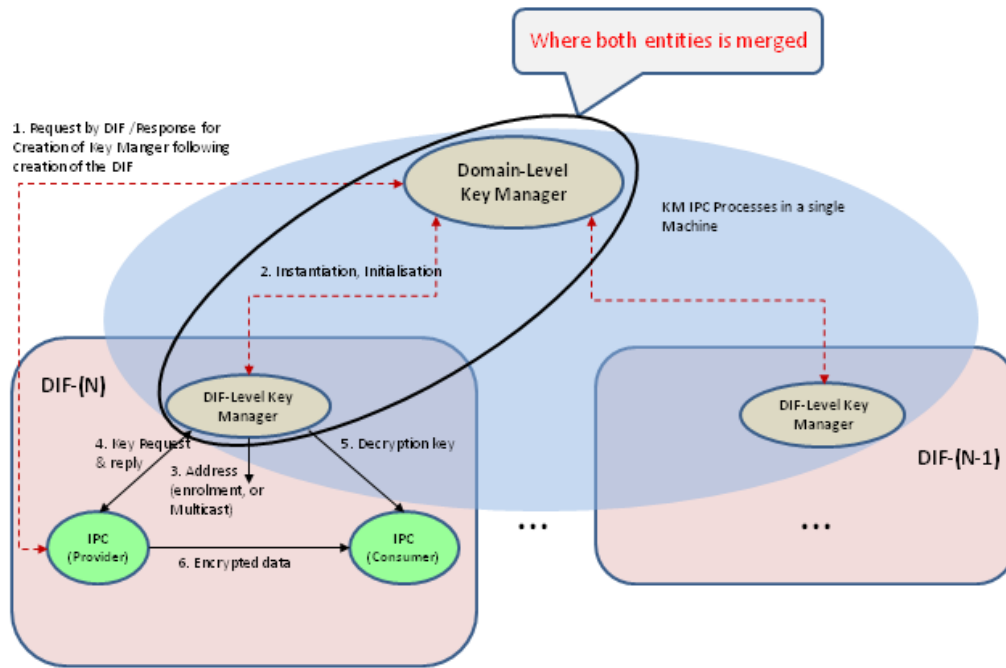 Where both entities is merged
1. Request by DIF /Response for
Creation of Key Manger following
creation of the DIF
Domain-Level
Key Manager
KM IPC Processes in a single
Machine
2. Instantiation, Initialisation
DIF-(N)
DIF-Level Key
Manager
DIF-Level Key
Manager
DIF-(N-1)
4. Key Request
& reply
5. Decryption key
3. Address
(enrolment, or
Multicast)
IPC
(Provider)
IPC
(Consumer)
6. Encrypted data
...
...